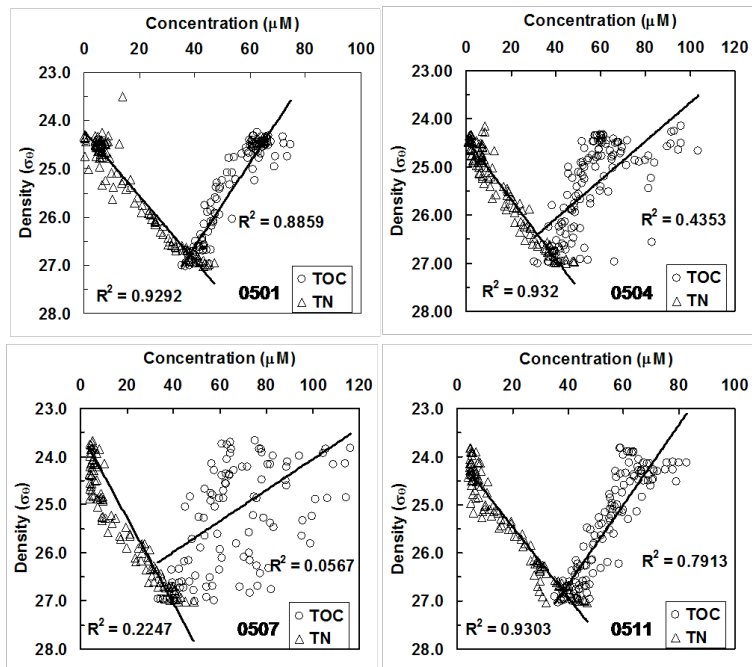 Concentration (μM)
0 20 40 60 80 100
23.0
24.0
25.0
26.0
27.0
28.0
Density (σθ)
R² = 0.8859
R² = 0.9292
0501
TOC
TN
Concentration (μM)
0 20 40 60 80 100 120
23.00
24.00
25.00
26.00
27.00
28.0
Density (σθ)
R² = 0.4353
R² = 0.932
0504
TOC
TN
Concentration (μM)
0 20 40 60 80 100 120
23.0
24.0
25.0
26.0
27.0
28.0
Density (σθ)
R² = 0.0567
R² = 0.2247
0507
TOC
TN
Concentration (μM)
0 20 40 60 80 100 120
23.0
24.0
25.0
26.0
27.0
28.0
Density (σθ)
R² = 0.7913
R² = 0.9303
0511
TOC
TN